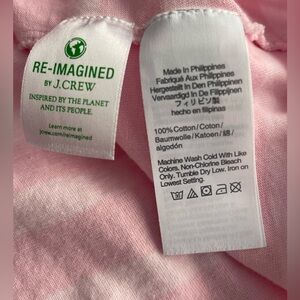 RE-IMAGINED
BY J.CREW
INSPIRED BY THE PLANET
AND ITS PEOPLE.
Learn more at
jcrew.com/reimagined
Made in Philippines
Fabriqué Aux Philippines
Hergestellt in Den Philippinen
Vervaardigd In de Filippijnen
フィリピン製
hecho en filipinas
100% Cotton/Coton/
Baumwolle/Katoen/綿/
algodón
Machine Wash Cold With Like
Colors, Non-Chlorine Bleach
Only. Tumble Dry Low. Iron on
Lowest Setting.